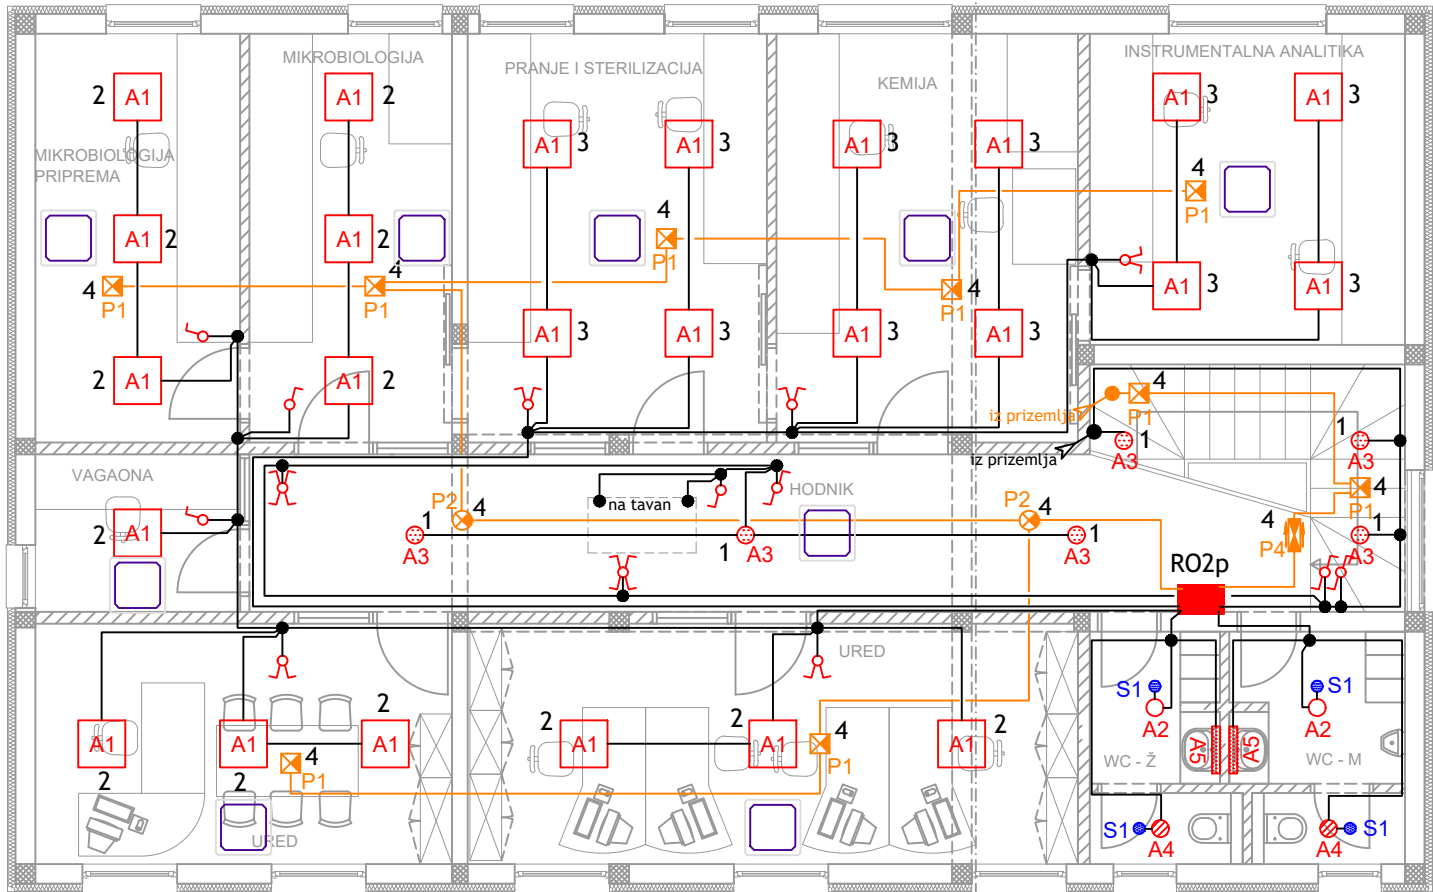 MIKROBIOLOGIJA
PRANJE I STERILIZACIJA
KEMIJA
INSTRUMENTALNA ANALITIKA
2 A1
A1 2
A1 3
A1 3
MIKROBIOLOGIJA
PRIPREMA
A1 3
A1 3
A1 3
A1 3
A1 2
A1 2
4
P1
4
P1
4 P1
4
P1
4
P1
A1 3
A1 3
A1 3
A1 3
A1 3
A1 3
2 A1
A1 2
iz prizemlja
4
P1
iz prizemlja
1
A3
1
A3
VAGAONA
HODNIK
na tavan
2 A1
1
A3
P2 4
1 A3
P2 4
1
A3
4
P4
4
P1
1
A3
RO2p
URED
A1
2
A1
2
2
A1
4
P1
URED
2
A1
2
A1
4
P1
A1 2
S1
A2
S1
A2
A5
A5
WC - Ž
WC - M
S1
A4
S1
A4